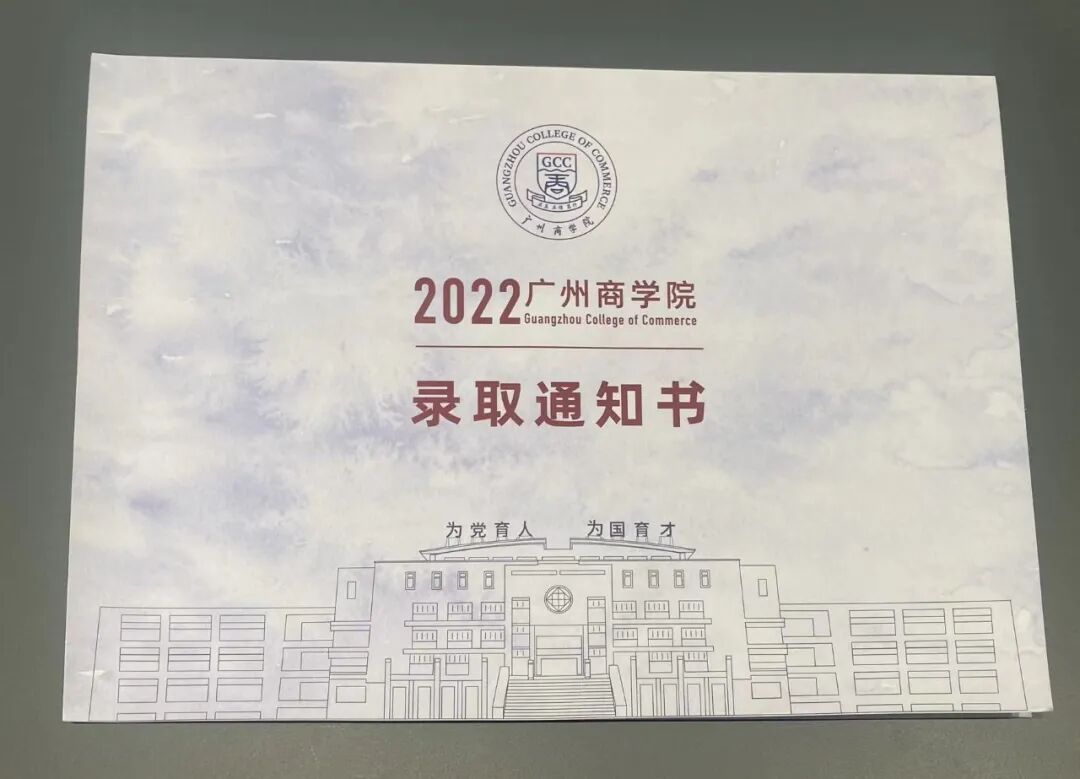 GUANGZHOU COLLEGE OF COMMERCE
GCC
广州商学院
2022广州商学院
Guangzhou College of Commerce
录取通知书
为党育人 为国育才